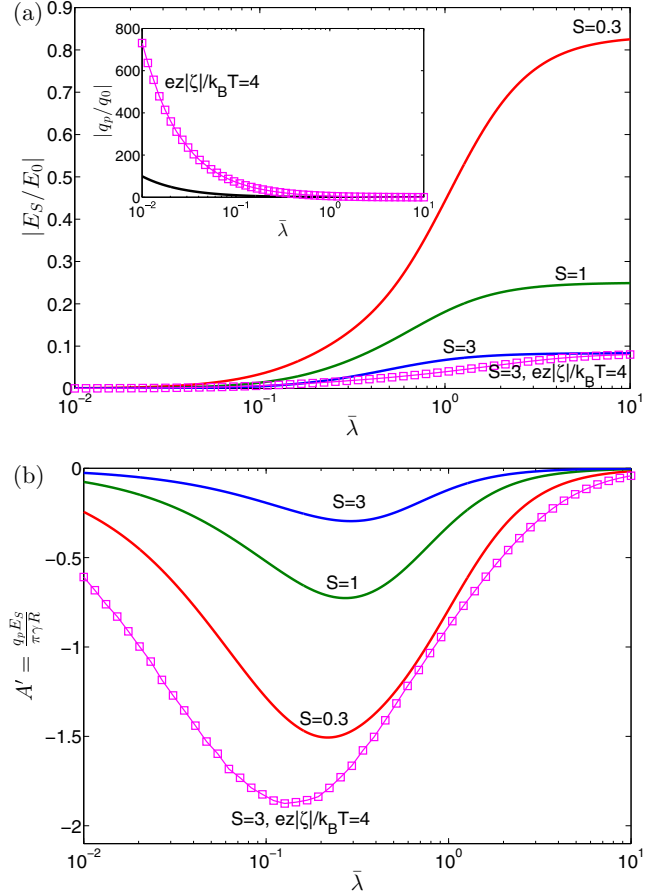 (a)
0.9
0.8
0.7
0.6
0.5
0.4
0.3
0.2
0.1
0
|E_S/E_0|
10^{-2} 10^{-1} 10^0 10^1
λ̄
S=0.3
S=1
S=3
S=3, ez|ζ|/k_BT=4
800
600
400
200
0
|q_p/q_0|
ez|ζ|/k_BT=4
10^{-2} 10^{-1} 10^0 10^1
λ̄
(b)
0
−0.5
−1
−1.5
−2
A′ = q_pE_S/πγR̄
S=3
S=1
S=0.3
S=3, ez|ζ|/k_BT=4
10^{-2} 10^{-1} 10^0 10^1
λ̄